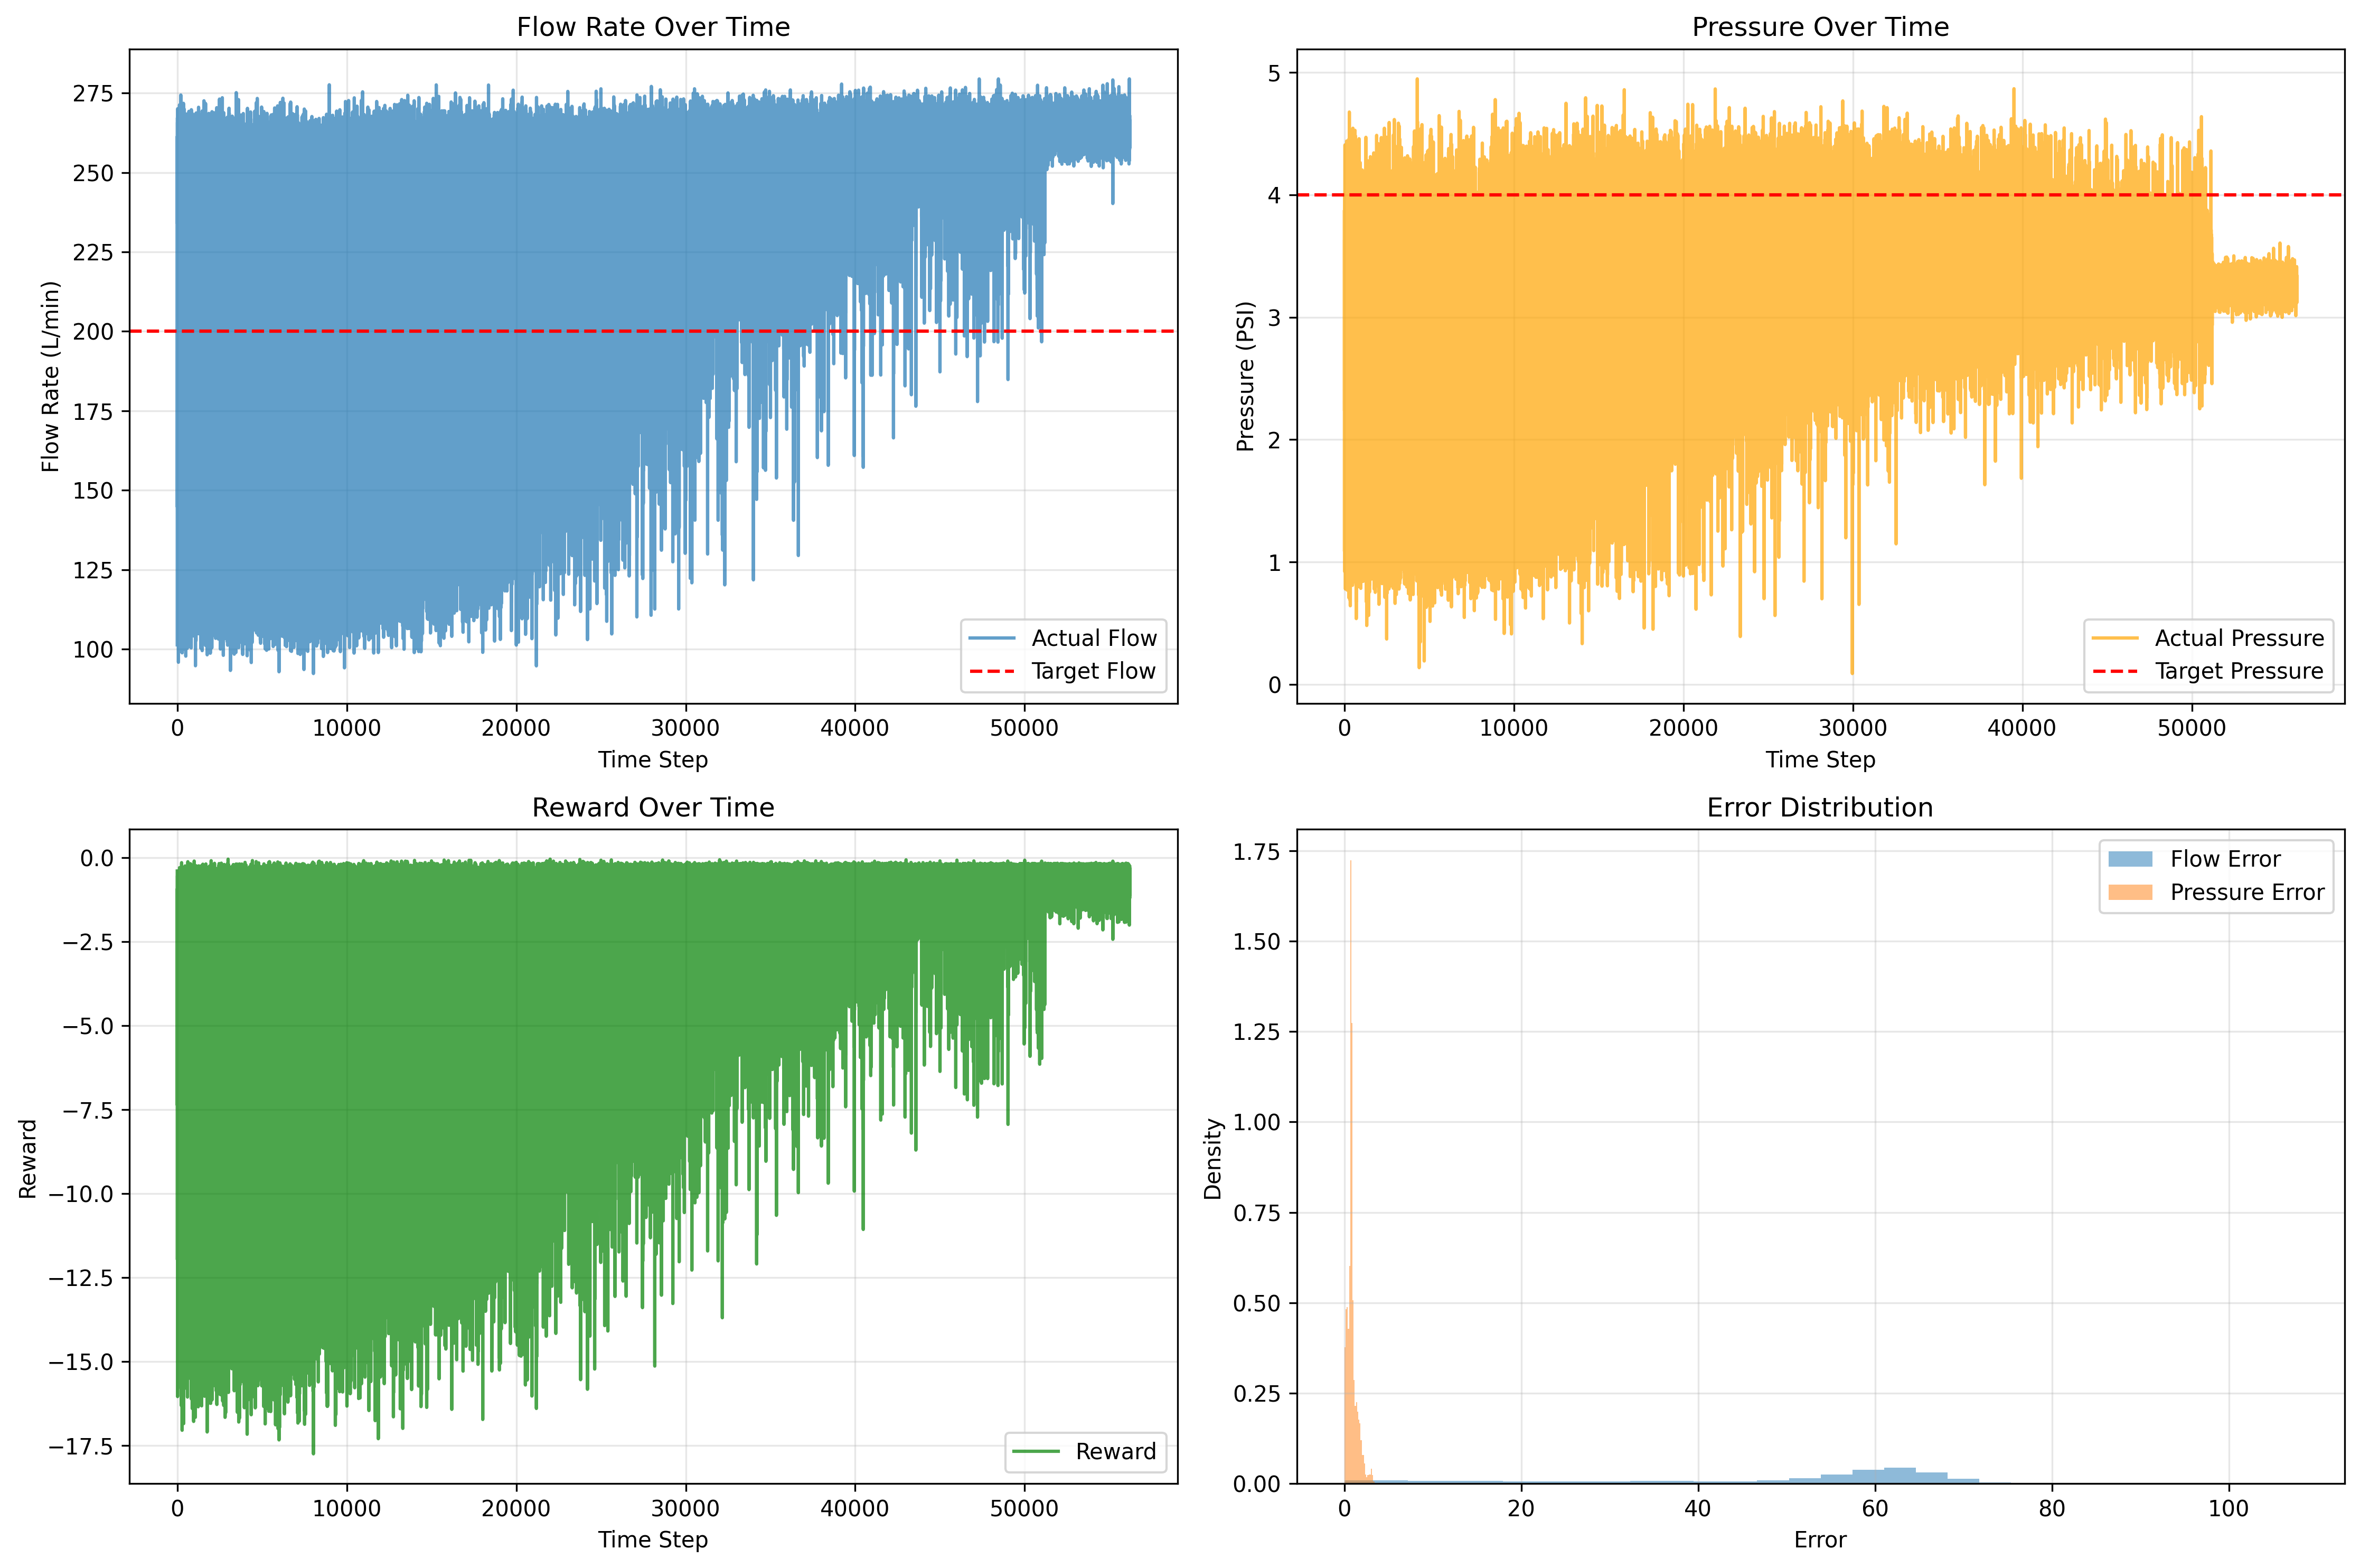 Flow Rate Over Time
Flow Rate (L/min)
275
250
225
200
175
150
125
100
0
10000
20000
30000
40000
50000
Time Step
Actual Flow
Target Flow
Pressure Over Time
Pressure (PSI)
5
4
3
2
1
0
0
10000
20000
30000
40000
50000
Time Step
Actual Pressure
Target Pressure
Reward Over Time
Reward
0.0
−2.5
−5.0
−7.5
−10.0
−12.5
−15.0
−17.5
0
10000
20000
30000
40000
50000
Time Step
Reward
Error Distribution
Density
1.75
1.50
1.25
1.00
0.75
0.50
0.25
0.00
0
20
40
60
80
100
Error
Flow Error
Pressure Error